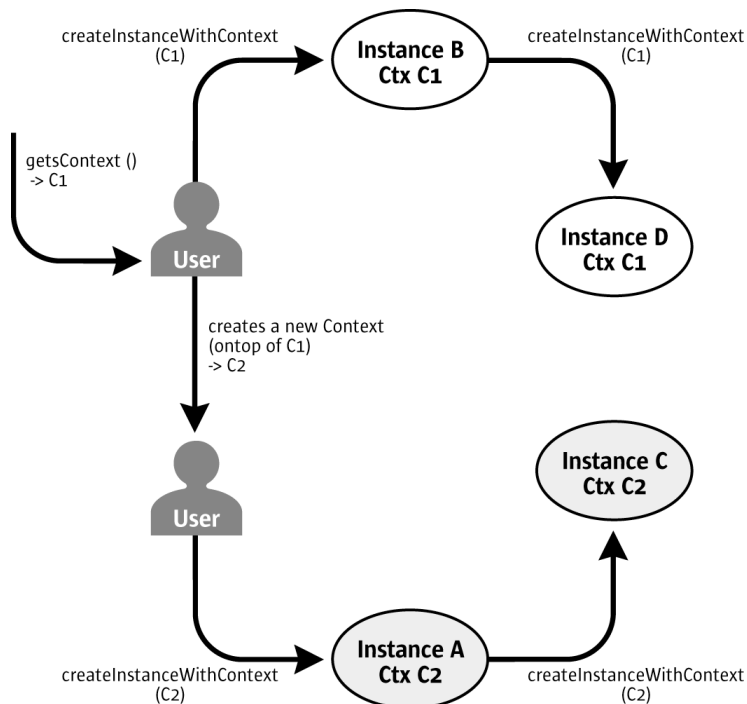 createInstanceWithContext
(C1)
Instance B
Ctx C1
createInstanceWithContext
(C1)
getsContext ()
-> C1
User
Instance D
Ctx C1
creates a new Context
(ontop of C1)
-> C2
User
Instance C
Ctx C2
createInstanceWithContext
(C2)
Instance A
Ctx C2
createInstanceWithContext
(C2)